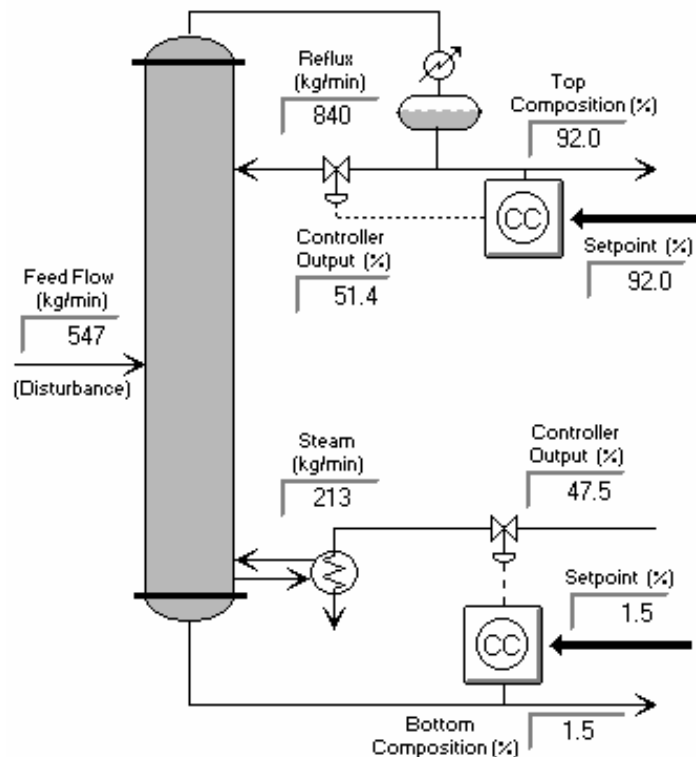 Reflux
(kg/min)
840
Top
Composition (%)
92.0
CC
Controller
Output (%)
51.4
Setpoint (%)
92.0
Feed Flow
(kg/min)
547
(Disturbance)
Steam
(kg/min)
213
Controller
Output (%)
47.5
Setpoint (%)
1.5
CC
Bottom
Composition (%)
1.5